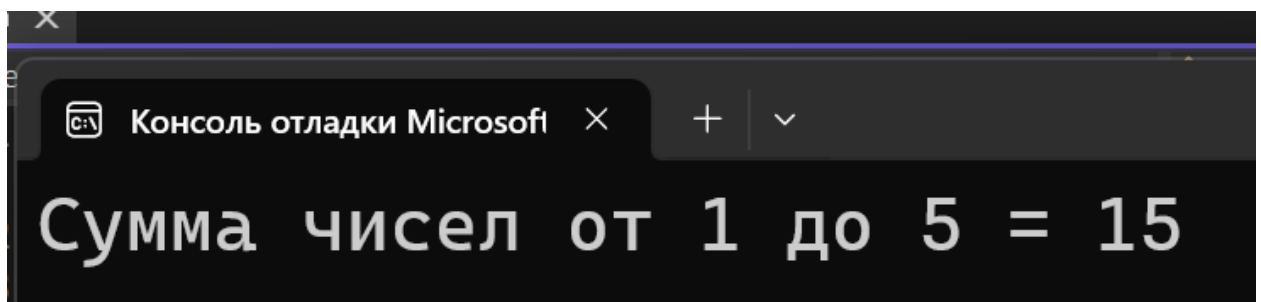 Консоль отладки Microsoft
Сумма чисел от 1 до 5 = 15